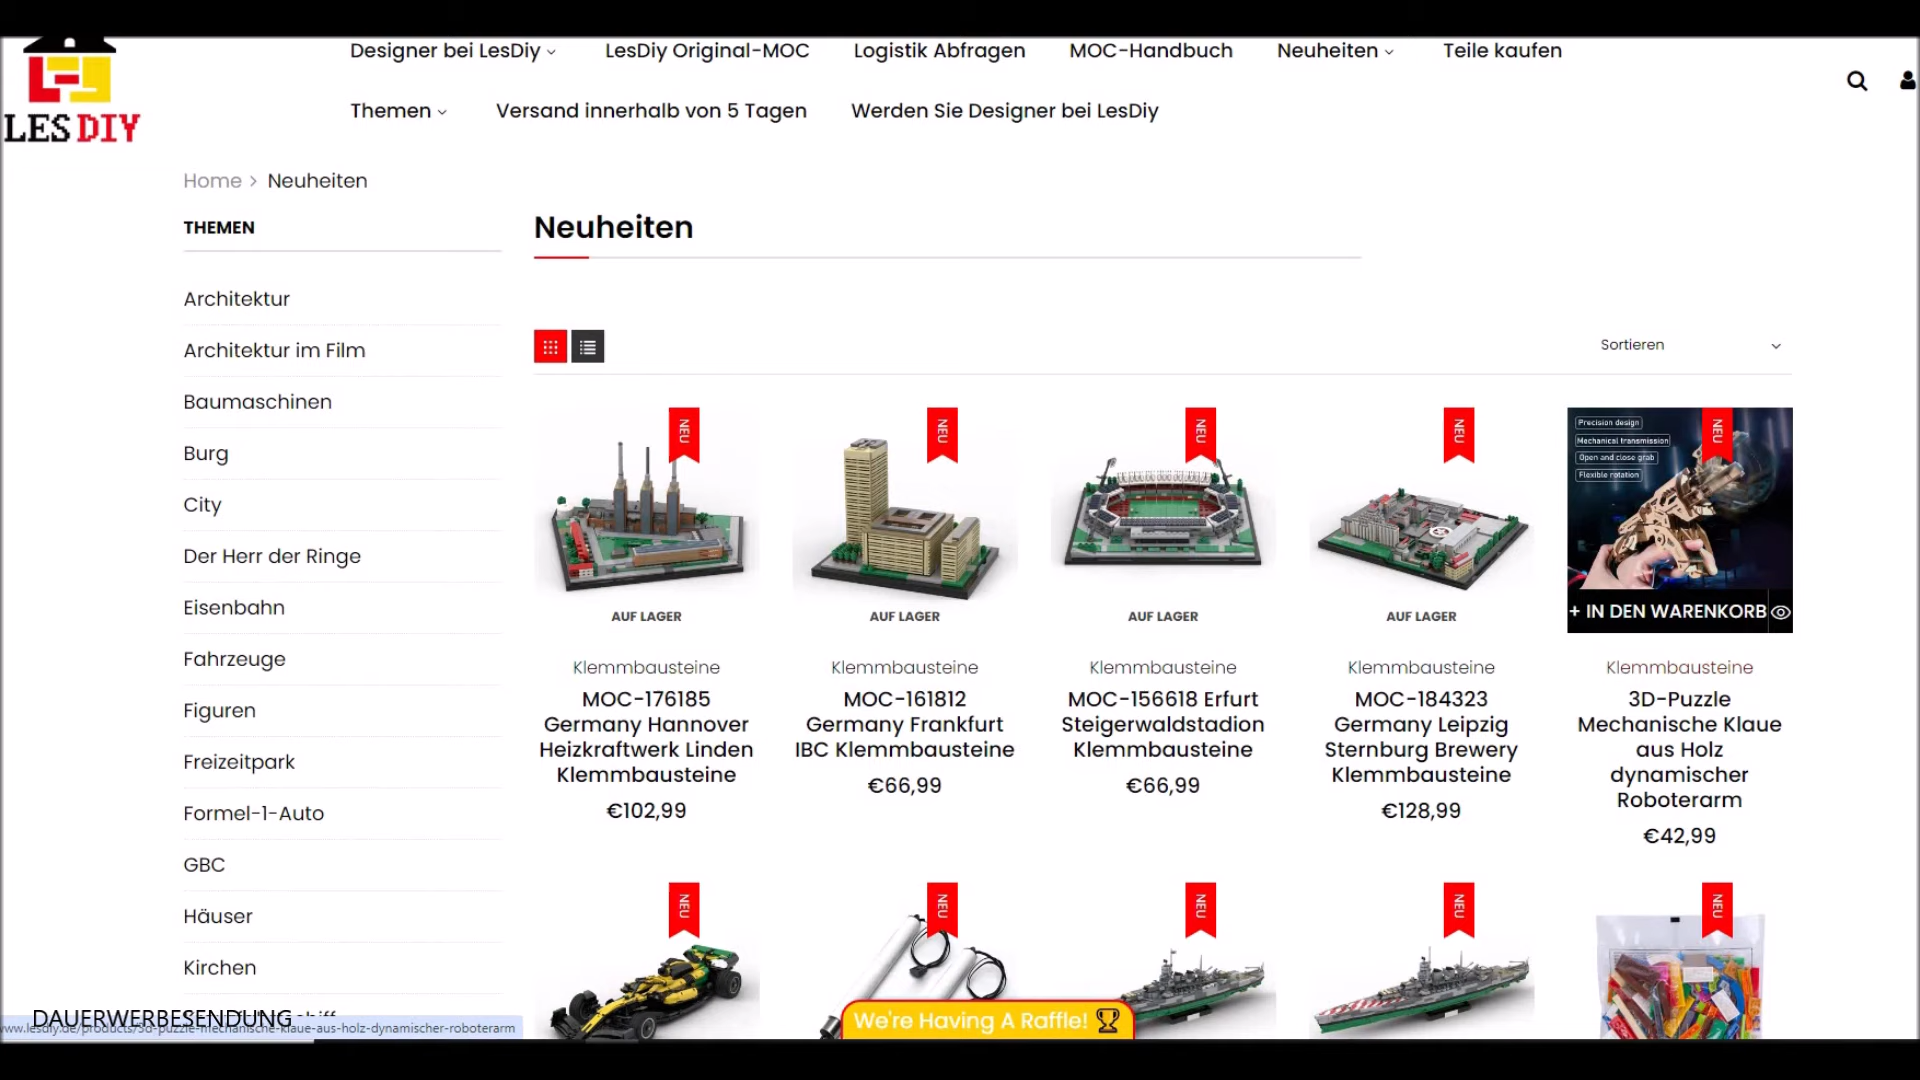 Designer bei LesDiy
LesDiy Original-MOC
Logistik Abfragen
MOC-Handbuch
Neuheiten
Teile kaufen
LES DIY
Themen
Versand innerhalb von 5 Tagen
Werden Sie Designer bei LesDiy
Home > Neuheiten
THEMEN
Architektur
Architektur im Film
Baumaschinen
Burg
City
Der Herr der Ringe
Eisenbahn
Fahrzeuge
Figuren
Freizeitpark
Formel-1-Auto
GBC
Häuser
Kirchen
Neuheiten
Sortieren
NEU
AUF LAGER
Klemmbausteine
MOC-176185
Germany Hannover
Heizkraftwerk Linden
Klemmbausteine
€102,99
NEU
AUF LAGER
Klemmbausteine
MOC-161812
Germany Frankfurt
IBC Klemmbausteine
€66,99
NEU
AUF LAGER
Klemmbausteine
MOC-156618 Erfurt
Steigerwaldstadion
Klemmbausteine
€66,99
NEU
AUF LAGER
Klemmbausteine
MOC-184323
Germany Leipzig
Sternburg Brewery
Klemmbausteine
€128,99
NEU
Precision design
Mechanical transmission
Open and close grab
Flexible rotation
+ IN DEN WARENKORB
Klemmbausteine
3D-Puzzle
Mechanische Klaue
aus Holz
dynamischer
Roboterarm
€42,99
NEU
NEU
NEU
NEU
NEU
We're Having A Raffle!
DAUERWERBESENDUNG
www.lesdiy.de/products/3d-puzzle-mechanische-klaue-aus-holz-dynamischer-roboterarm